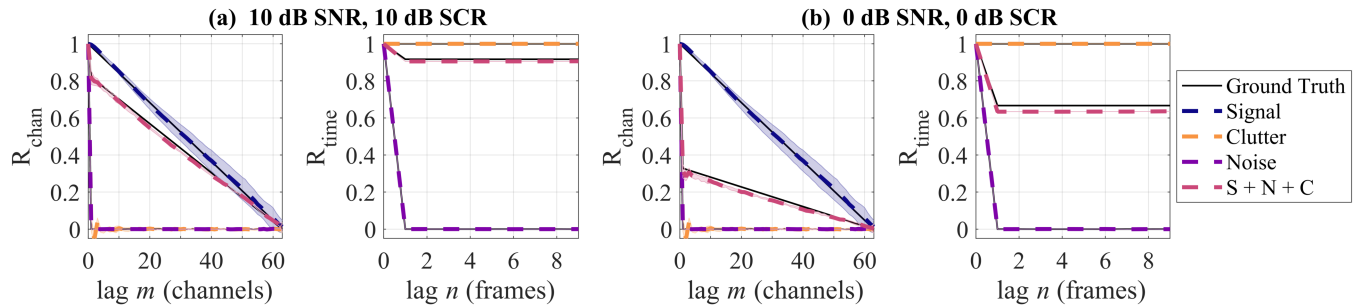 (a) 10 dB SNR, 10 dB SCR
(b) 0 dB SNR, 0 dB SCR
R_chan
1
0.8
0.6
0.4
0.2
0
0 20 40 60
lag m (channels)
R_time
1
0.8
0.6
0.4
0.2
0
0 2 4 6 8
lag n (frames)
R_chan
1
0.8
0.6
0.4
0.2
0
0 20 40 60
lag m (channels)
R_time
1
0.8
0.6
0.4
0.2
0
0 2 4 6 8
lag n (frames)
Ground Truth
Signal
Clutter
Noise
S + N + C